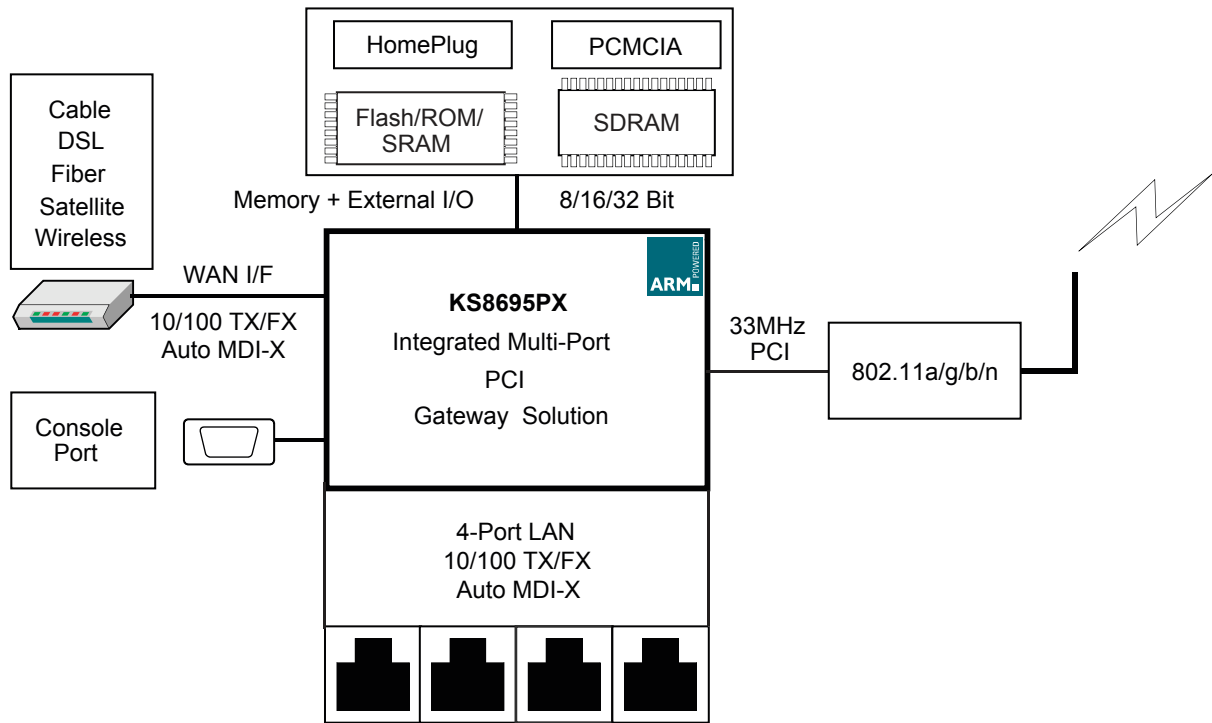 HomePlug
PCMCIA
Flash/ROM/
SRAM
SDRAM
Cable
DSL
Fiber
Satellite
Wireless
Memory + External I/O
8/16/32 Bit
WAN I/F
10/100 TX/FX
Auto MDI-X
ARM POWERED
KS8695PX
Integrated Multi-Port
PCI
Gateway Solution
33MHz
PCI
802.11a/g/b/n
Console
Port
4-Port LAN
10/100 TX/FX
Auto MDI-X